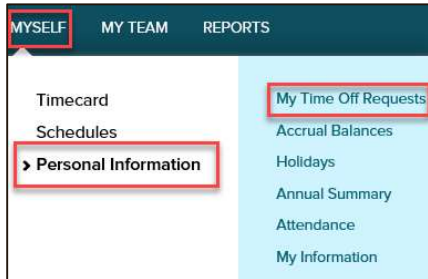 MYSELF MY TEAM REPORTS
Timecard
Schedules
> Personal Information
My Time Off Requests
Accrual Balances
Holidays
Annual Summary
Attendance
My Information